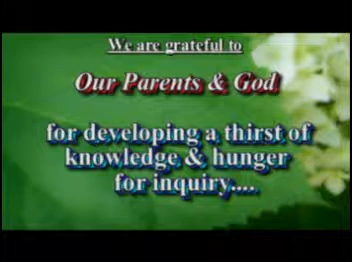 We are grateful to
Our Parents & God
for developing a thirst of
knowledge & hunger
for inquiry....